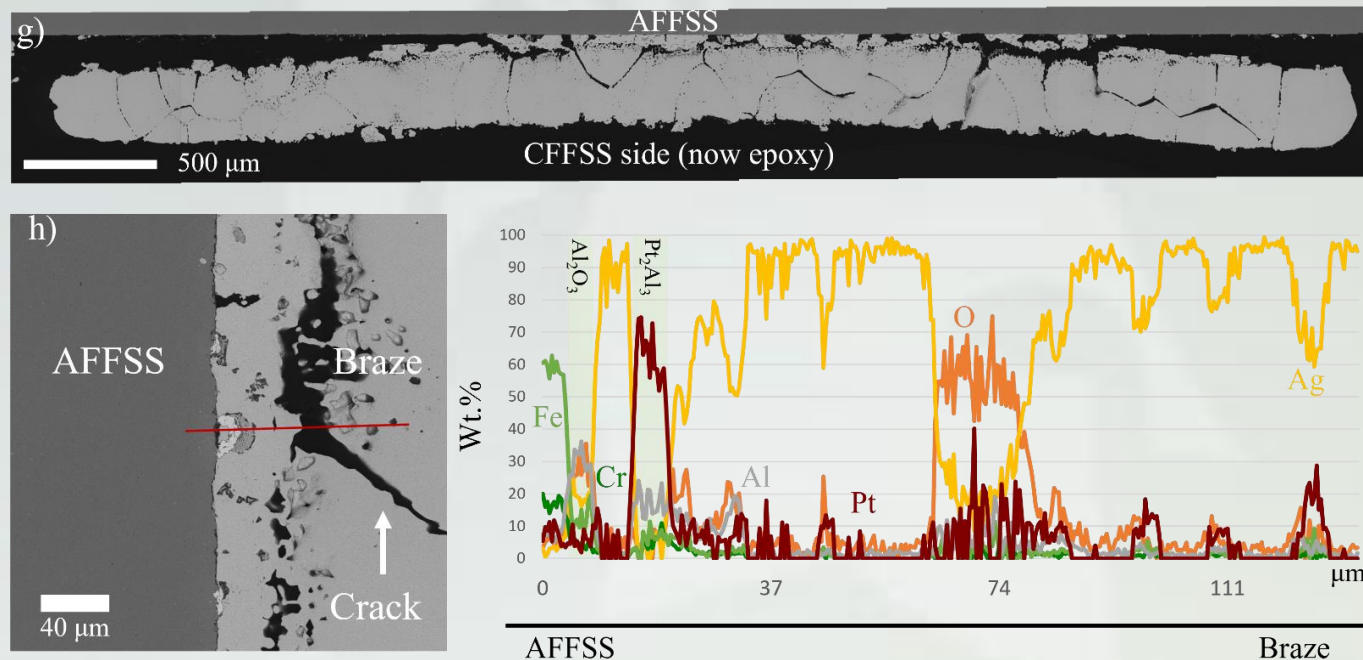 g)
AFFSS
500 μm
CFFSS side (now epoxy)
h)
AFFSS
Braze
Crack
40 μm
Wt.%
100
90
80
70
60
50
40
30
20
10
0
Al₂O₃
Pt₂Al₃
Fe
Cr
Al
Pt
O
Ag
0
37
74
111
μm
AFFSS
Braze